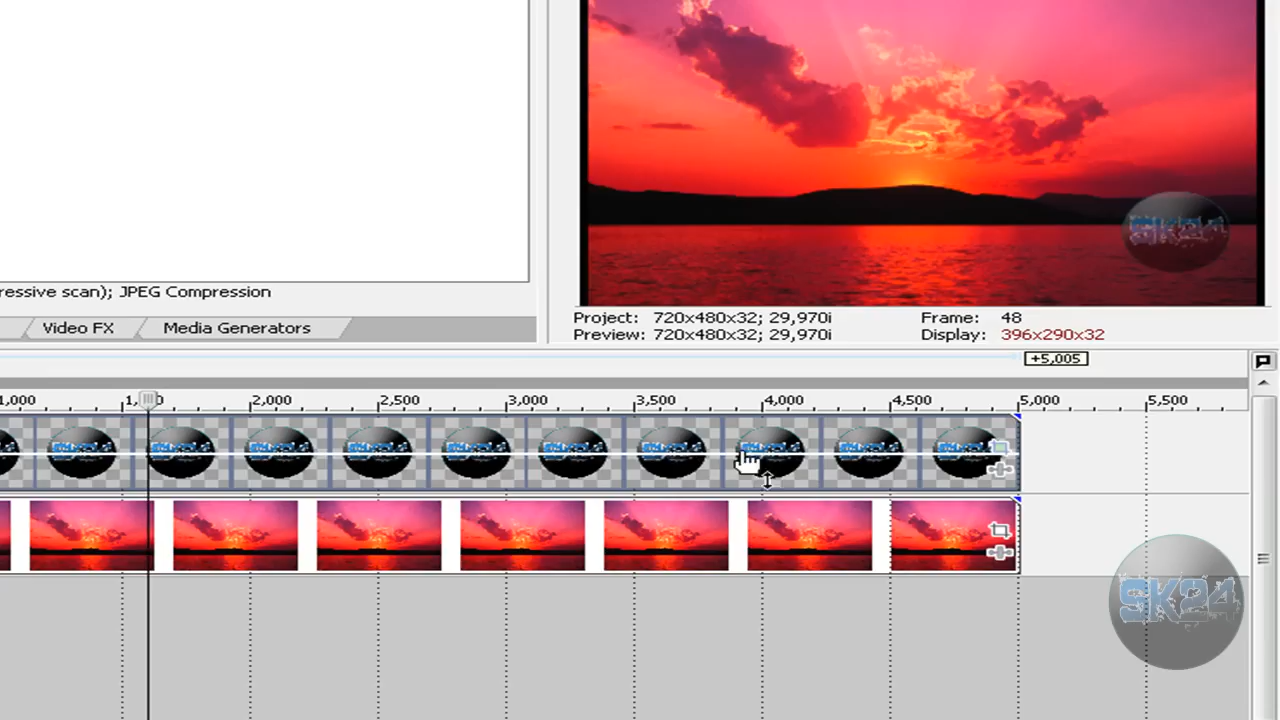 SK24
ressive scan); JPEG Compression
Project: 720x480x32; 29,970i Frame: 48
Video FX Media Generators
Preview: 720x480x32; 29,970i Display: 396x290x32
+5,005
1,000 2,000 2,500 3,000 3,500 4,000 4,500 5,000 5,500
SK24